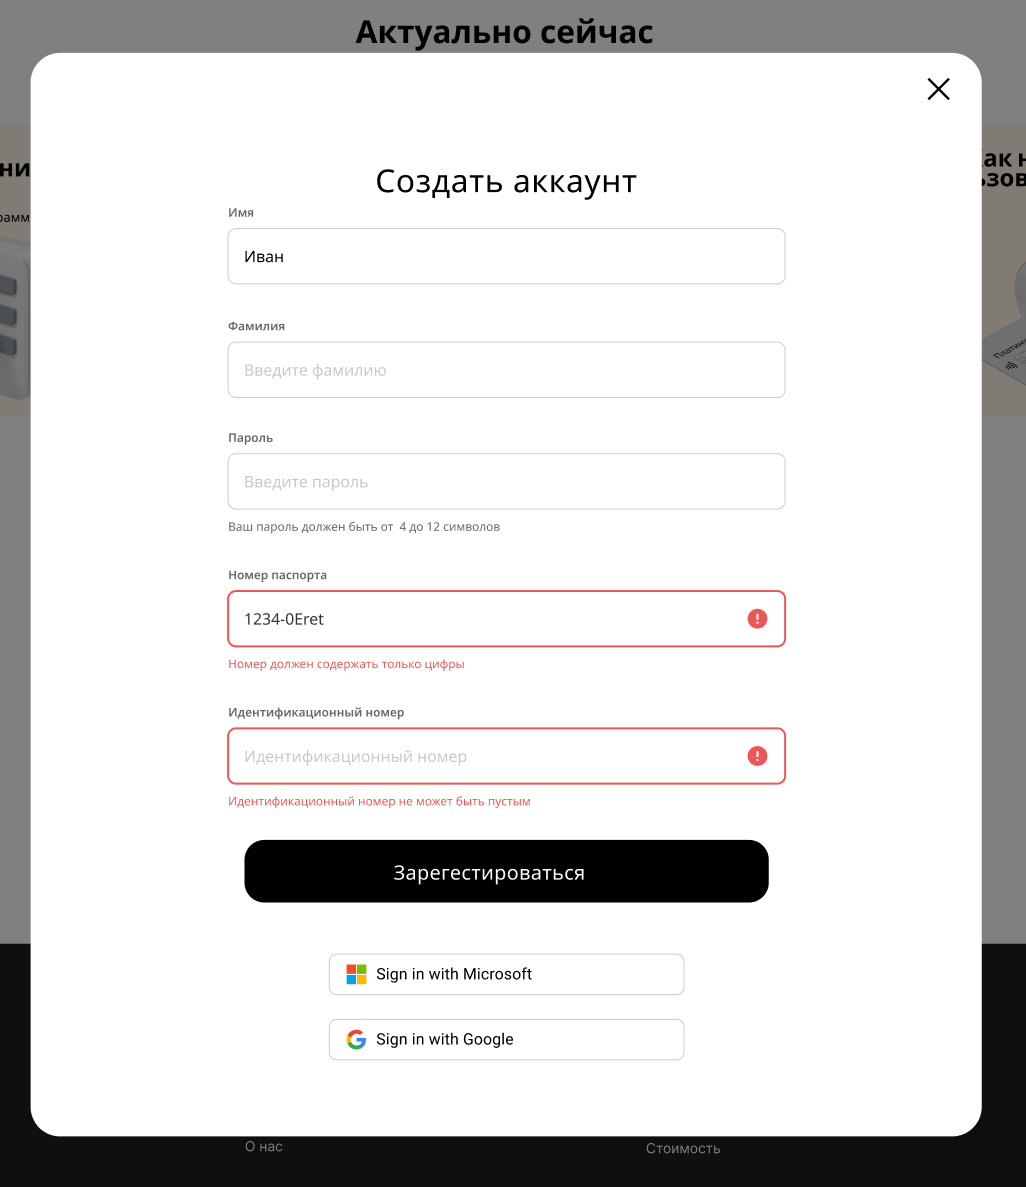 Актуально сейчас
Создать аккаунт
Имя
Иван
Фамилия
Введите фамилию
Пароль
Введите пароль
Ваш пароль должен быть от  4 до 12 символов
Номер паспорта
1234-0Eret
Номер должен содержать только цифры
Идентификационный номер
Идентификационный номер
Идентификационный номер не может быть пустым
Зарегестироваться
Sign in with Microsoft
Sign in with Google
О нас
Стоимость